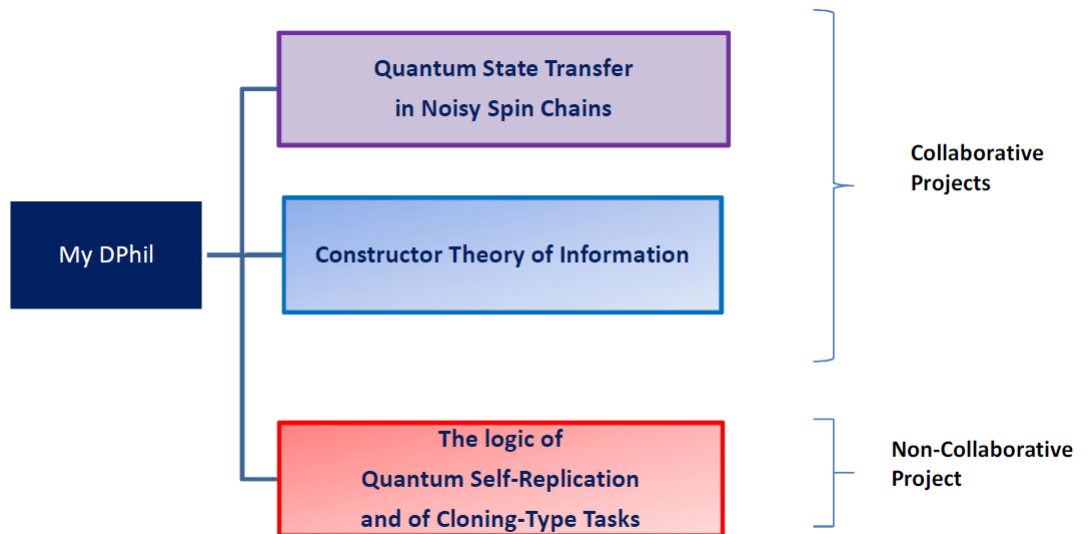 Quantum State Transfer
in Noisy Spin Chains
Collaborative
Projects
My DPhil
Constructor Theory of Information
The logic of
Quantum Self-Replication
and of Cloning-Type Tasks
Non-Collaborative
Project